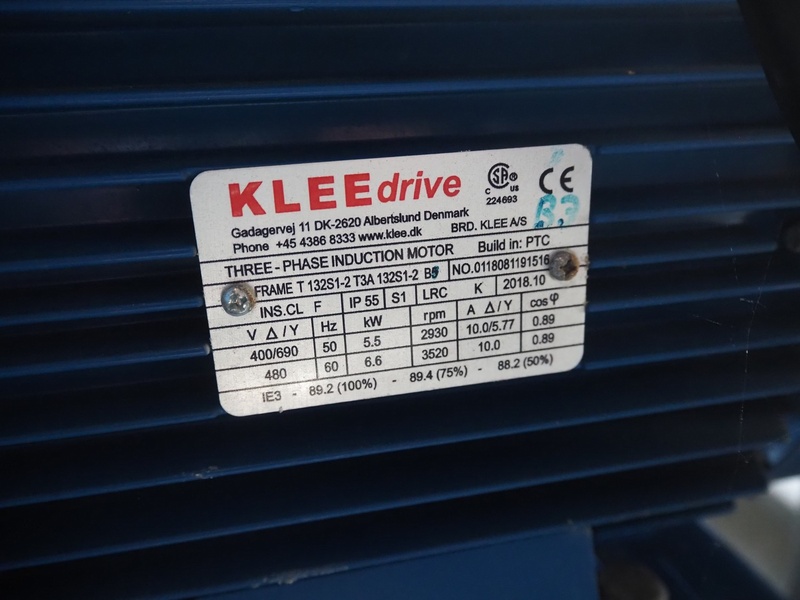 KLEEdrive
C SA ® US
224693
CE
B3
Gadagervej 11 DK-2620 Albertslund Denmark
Phone +45 4386 8333 www.klee.dk BRD. KLEE A/S
THREE - PHASE INDUCTION MOTOR Build in: PTC
FRAME T 132S1-2 T3A 132S1-2 B5 NO.0118081191516
INS.CL F IP 55 S1 LRC K 2018.10
V Δ / Y Hz kW rpm A Δ / Y cosφ
400/690 50 5.5 2930 10.0/5.77 0.89
480 60 6.6 3520 10.0 0.89
IE3 - 89.2 (100%) - 89.4 (75%) - 88.2 (50%)